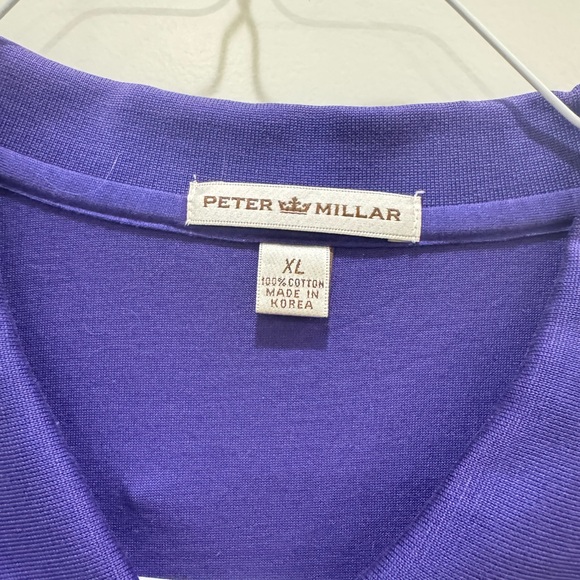 PETER MILLAR
XL
100% COTTON
MADE IN
KOREA